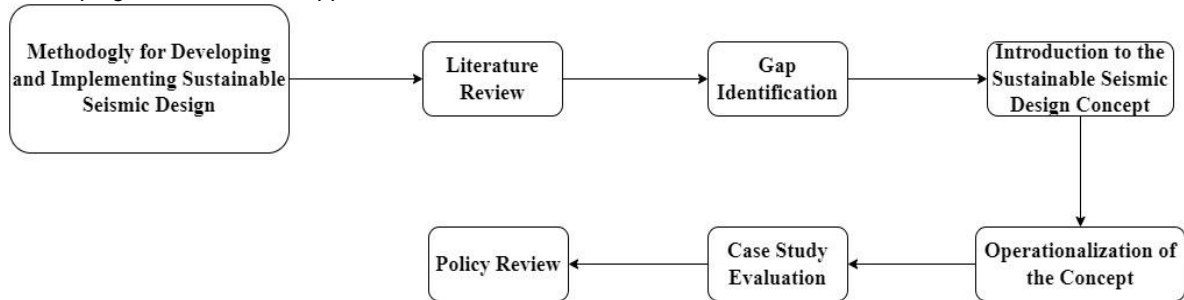 Methodogly for Developing
and Implementing Sustainable
Seismic Design
Literature
Review
Gap
Identification
Introduction to the
Sustainable Seismic
Design Concept
Operationalization of
the Concept
Case Study
Evaluation
Policy Review